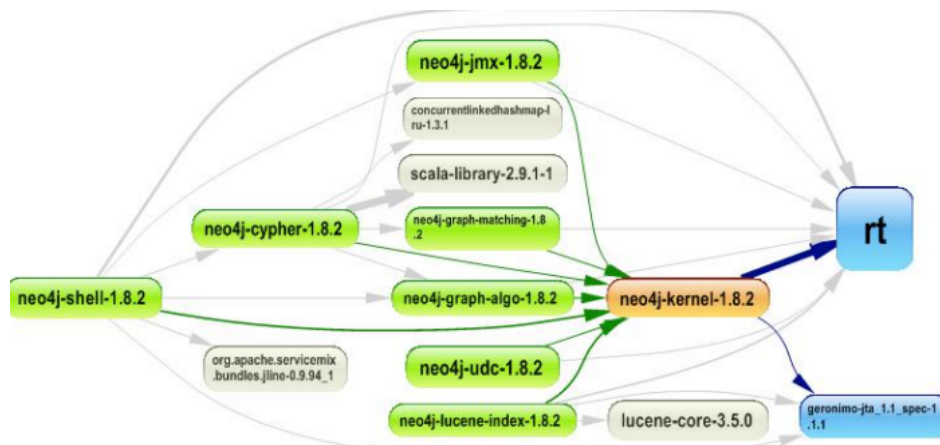 neo4j-jmx-1.8.2
concurrentlinkedhashmap-l
ru-1.3.1
scala-library-2.9.1-1
neo4j-cypher-1.8.2
neo4j-graph-matching-1.8
.2
rt
neo4j-shell-1.8.2
neo4j-graph-algo-1.8.2
neo4j-kernel-1.8.2
org.apache.servicemix
.bundles.jline-0.9.94_1
neo4j-udc-1.8.2
neo4j-lucene-index-1.8.2
lucene-core-3.5.0
geronimo-jta_1.1_spec-1
.1.1